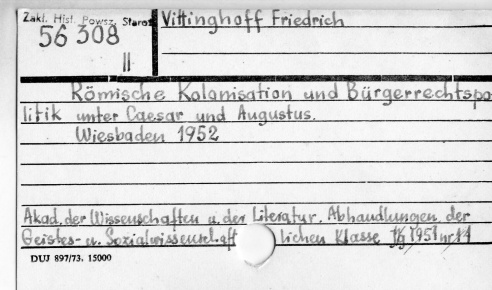 Zakł. Hist. Powsz. Staroż.
56 308
II
Vittinghoff Friedrich
Römische Kolonisation und Bürgerrechtspo
litik unter Caesar und Augustus.
Wiesbaden 1952
Akad. der Wissenschaften u. der Literatur. Abhandlungen der
Geistes- u. Sozialwissenschaft lichen Klasse 1951 nr 14
DUJ 897/73. 15000